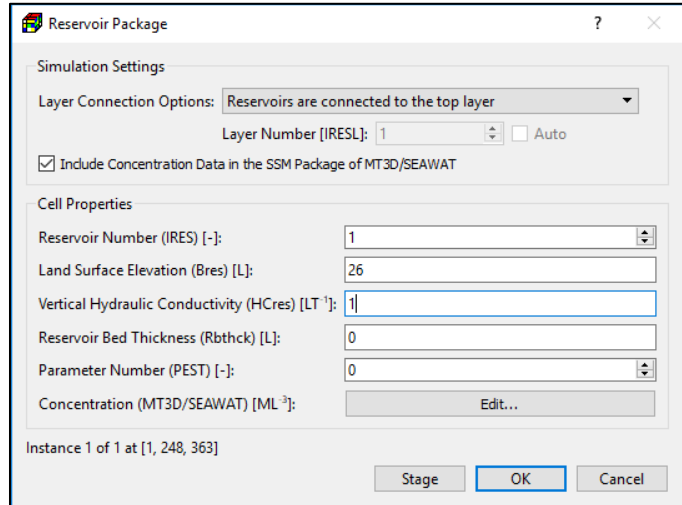 Reservoir Package ?
Simulation Settings
Layer Connection Options: Reservoirs are connected to the top layer
Layer Number [IRESL]: 1 Auto
Include Concentration Data in the SSM Package of MT3D/SEAWAT
Cell Properties
Reservoir Number (IRES) [-]: 1
Land Surface Elevation (Bres) [L]: 26
Vertical Hydraulic Conductivity (HCres) [LT⁻¹]: 1
Reservoir Bed Thickness (Rbthck) [L]: 0
Parameter Number (PEST) [-]: 0
Concentration (MT3D/SEAWAT) [ML⁻³]: Edit...
Instance 1 of 1 at [1, 248, 363]
Stage OK Cancel